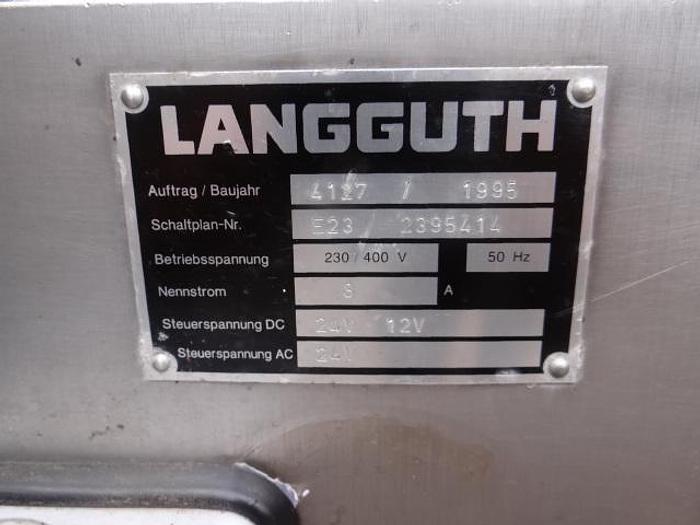 LANGGUTH
Auftrag / Baujahr 4127 / 1995
Schaltplan-Nr. E23 / 2395414
Betriebsspannung 230/400 V 50 Hz
Nennstrom 8 A
Steuerspannung DC 24V 12V
Steuerspannung AC 24V